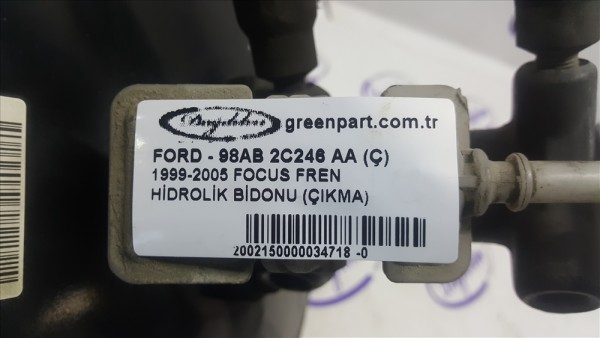 greenpart.com.tr
FORD - 98AB 2C246 AA (Ç)
1999-2005 FOCUS FREN
HİDROLİK BİDONU (ÇIKMA)
2002150000034718 -0